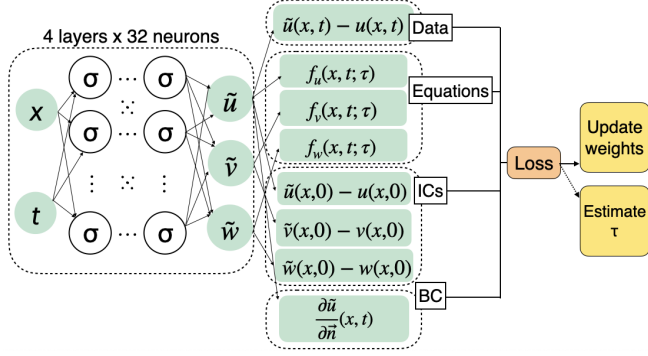 4 layers x 32 neurons
x
t
σ ... σ
σ ... σ
σ ... σ
ũ
ṽ
w̃
ũ(x, t) − u(x, t)
Data
f_u(x, t; τ)
f_v(x, t; τ)
f_w(x, t; τ)
Equations
ũ(x,0) − u(x,0)
ṽ(x,0) − v(x,0)
w̃(x,0) − w(x,0)
ICs
∂ũ/∂n⃗ (x, t)
BC
Loss
Update
weights
Estimate
τ